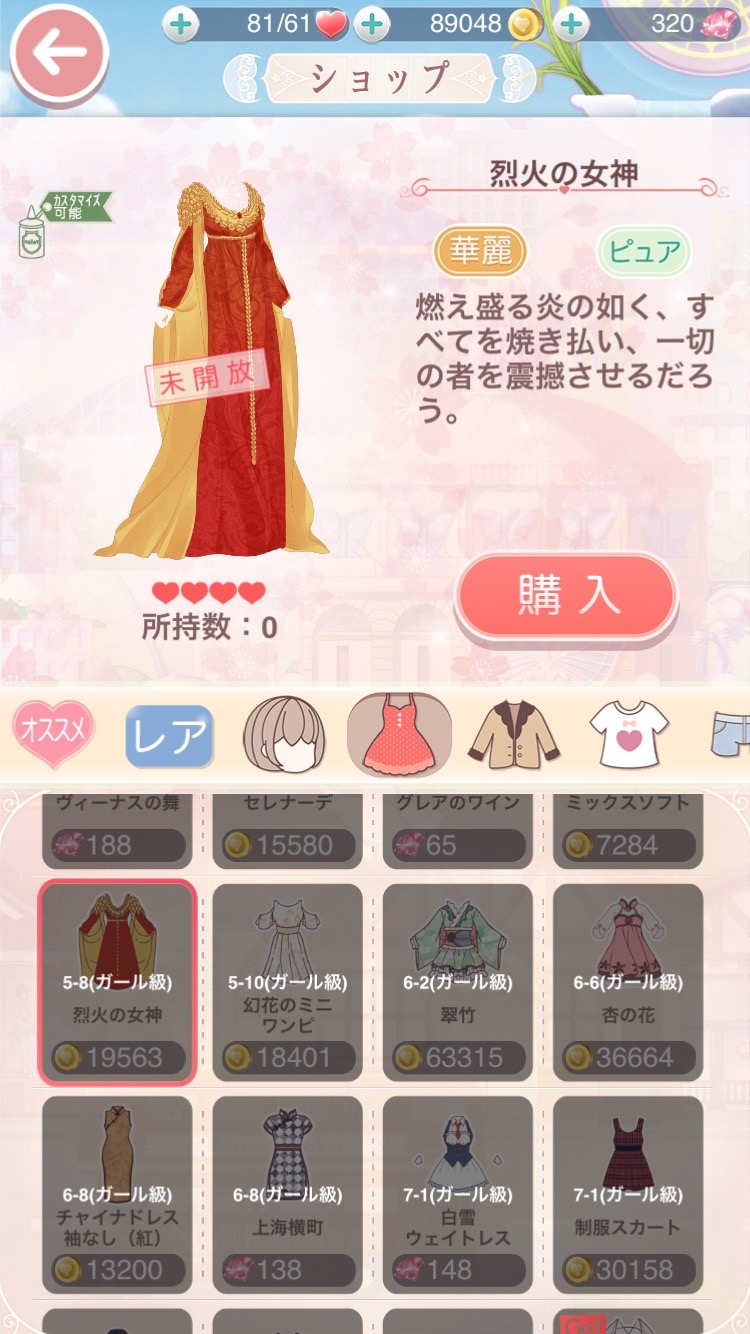 81/61
89048
320
ショップ
烈火の女神
カスタマイズ
可能
華麗
ピュア
燃え盛る炎の如く、す
べてを焼き払い、一切
の者を震撼させるだろ
う。
未開放
所持数：0
購入
オススメ
レア
ヴィーナスの舞
セレナーデ
グレアのワイン
ミックスソフト
188
15580
65
7284
5-8(ガール級)
烈火の女神
19563
5-10(ガール級)
幻花のミニ
ワンピ
18401
6-2(ガール級)
翠竹
63315
6-6(ガール級)
杏の花
36664
6-8(ガール級)
チャイナドレス
袖なし（紅）
13200
6-8(ガール級)
上海横町
138
7-1(ガール級)
白雪
ウェイトレス
148
7-1(ガール級)
制服スカート
30158